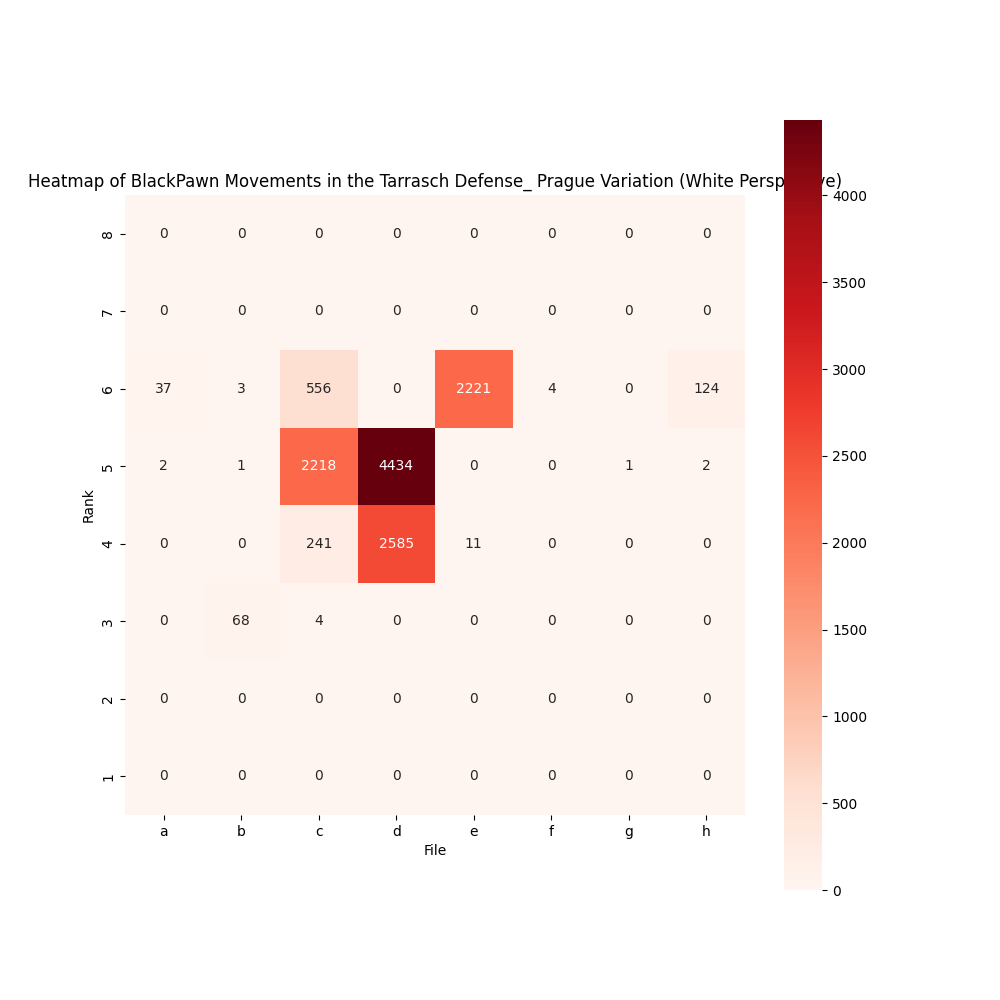 Heatmap of BlackPawn Movements in the Tarrasch Defense_ Prague Variation (White Persp ve)
4000
8 0 0 0 0 0 0 0 0
7 0 0 0 0 0 0 0 0
3500
6 37 3 556 0 2221 4 0 124
3000
5 2 1 2218 4434 0 0 1 2
2500
Rank
4 0 0 241 2585 11 0 0 0
2000
3 0 68 4 0 0 0 0 0
1500
2 0 0 0 0 0 0 0 0
1000
1 0 0 0 0 0 0 0 0
500
a b c d e f g h
File
0